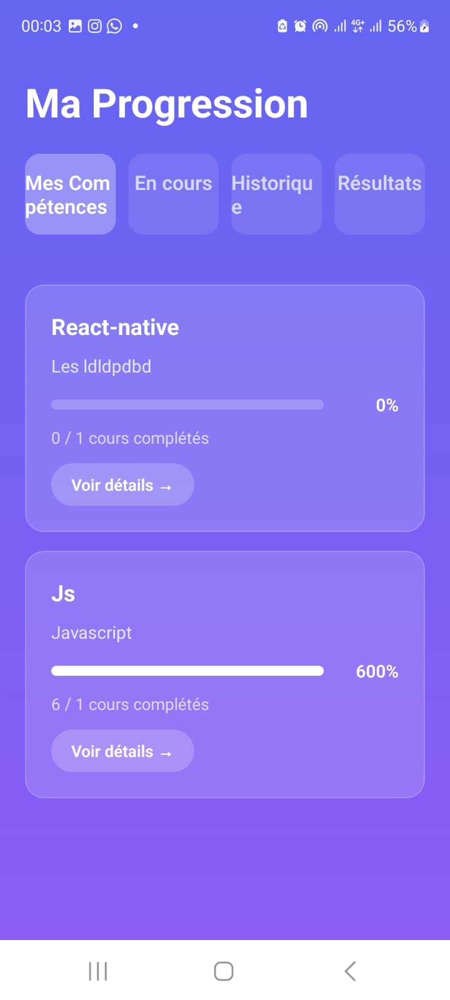 00:03 4G+ 56%
Ma Progression
Mes Com
pétences
En cours
Historiqu
e
Résultats
React-native
Les ldldpdbd
0%
0 / 1 cours complétés
Voir détails →
Js
Javascript
600%
6 / 1 cours complétés
Voir détails →